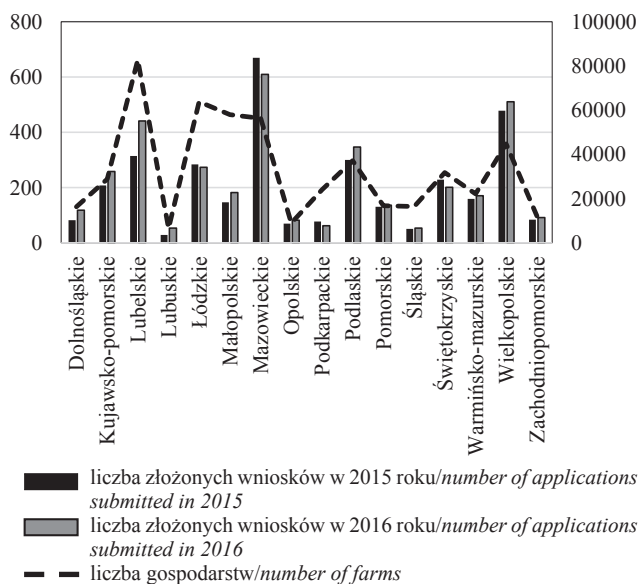 800
600
400
200
0
100000
80000
60000
40000
20000
0
Dolnośląskie
Kujawsko-pomorskie
Lubelskie
Lubuskie
Łódzkie
Małopolskie
Mazowieckie
Opolskie
Podkarpackie
Podlaskie
Pomorskie
Śląskie
Świętokrzyskie
Warmińsko-mazurskie
Wielkopolskie
Zachodniopomorskie
liczba złożonych wniosków w 2015 roku/number of applications
submitted in 2015
liczba złożonych wniosków w 2016 roku/number of applications
submitted in 2016
liczba gospodarstw/number of farms